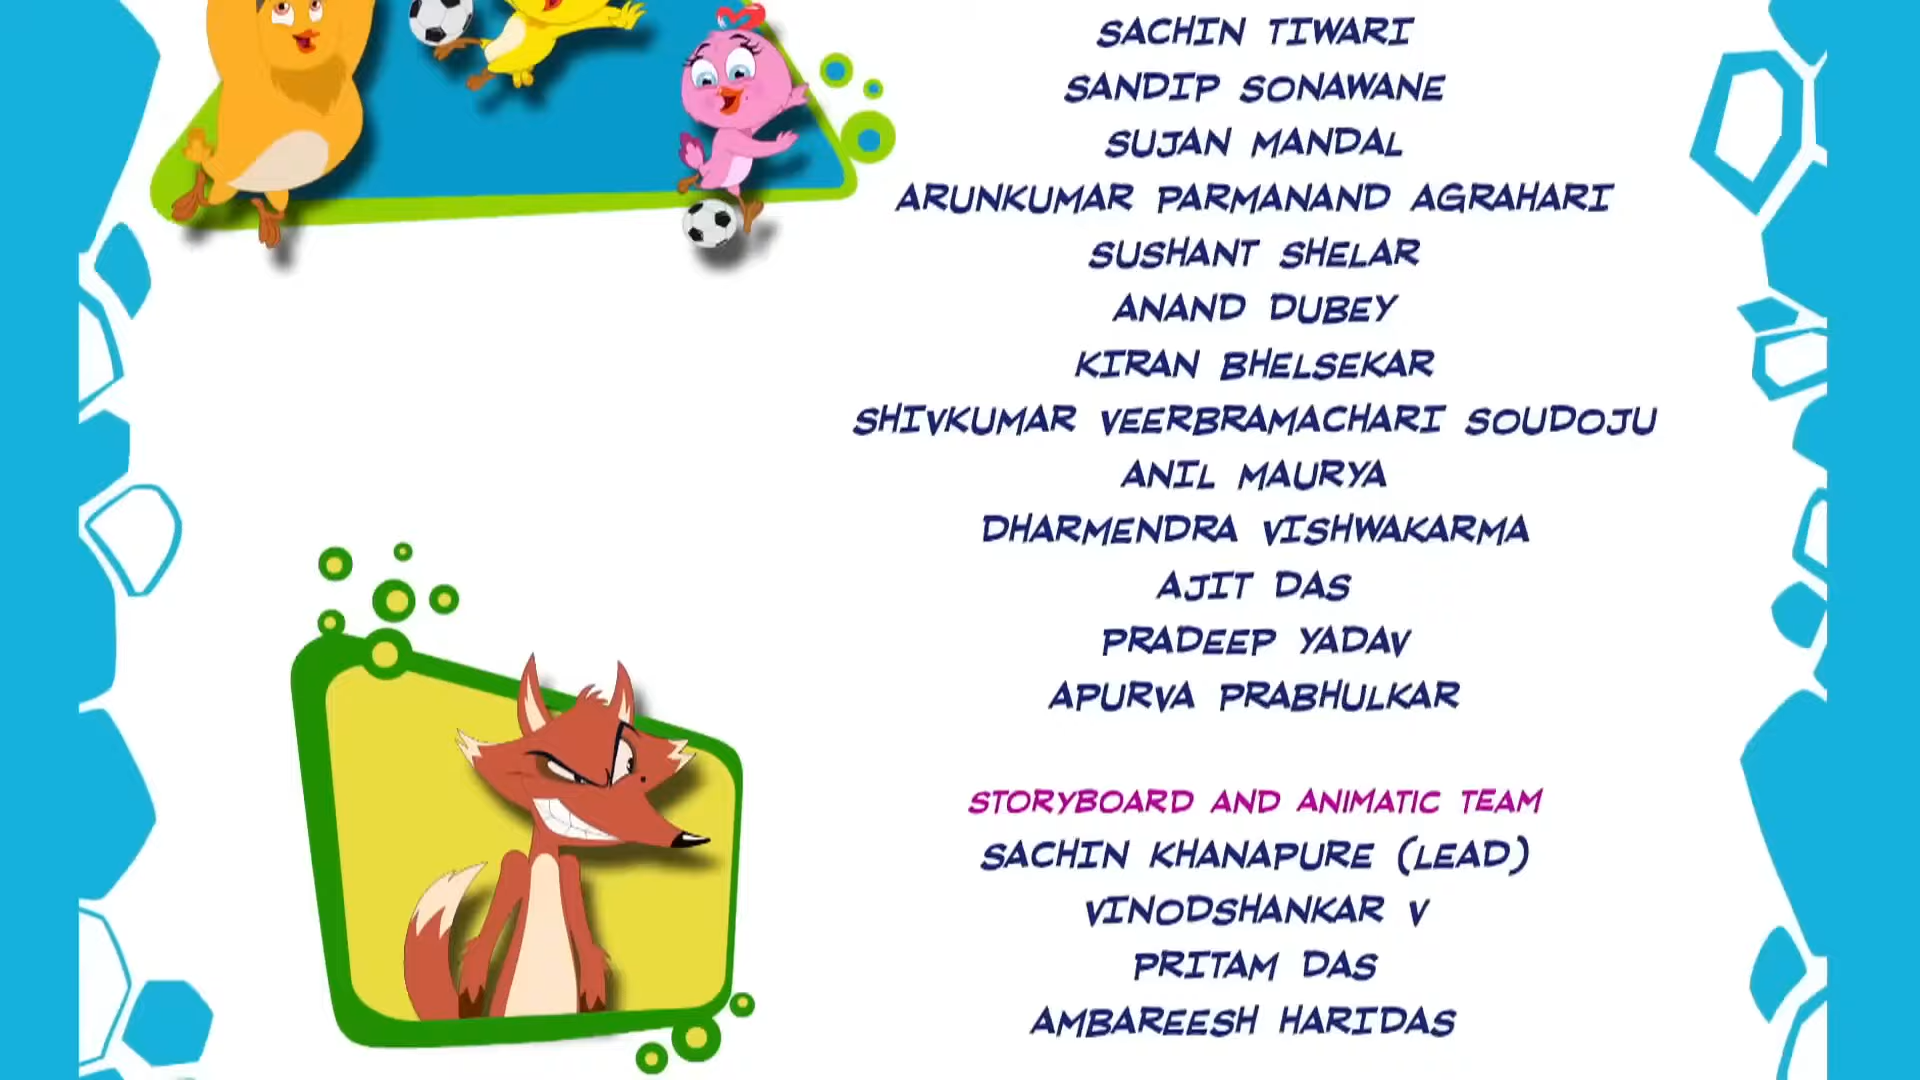 SACHIN TIWARI
SANDIP SONAWANE
SUJAN MANDAL
ARUNKUMAR PARMANAND AGRAHARI
SUSHANT SHELAR
ANAND DUBEY
KIRAN BHELSEKAR
SHIVKUMAR VEERBRAMACHARI SOUDOJU
ANIL MAURYA
DHARMENDRA VISHWAKARMA
AJIT DAS
PRADEEP YADAV
APURVA PRABHULKAR
STORYBOARD AND ANIMATIC TEAM
SACHIN KHANAPURE (LEAD)
VINODSHANKAR V
PRITAM DAS
AMBAREESH HARIDAS